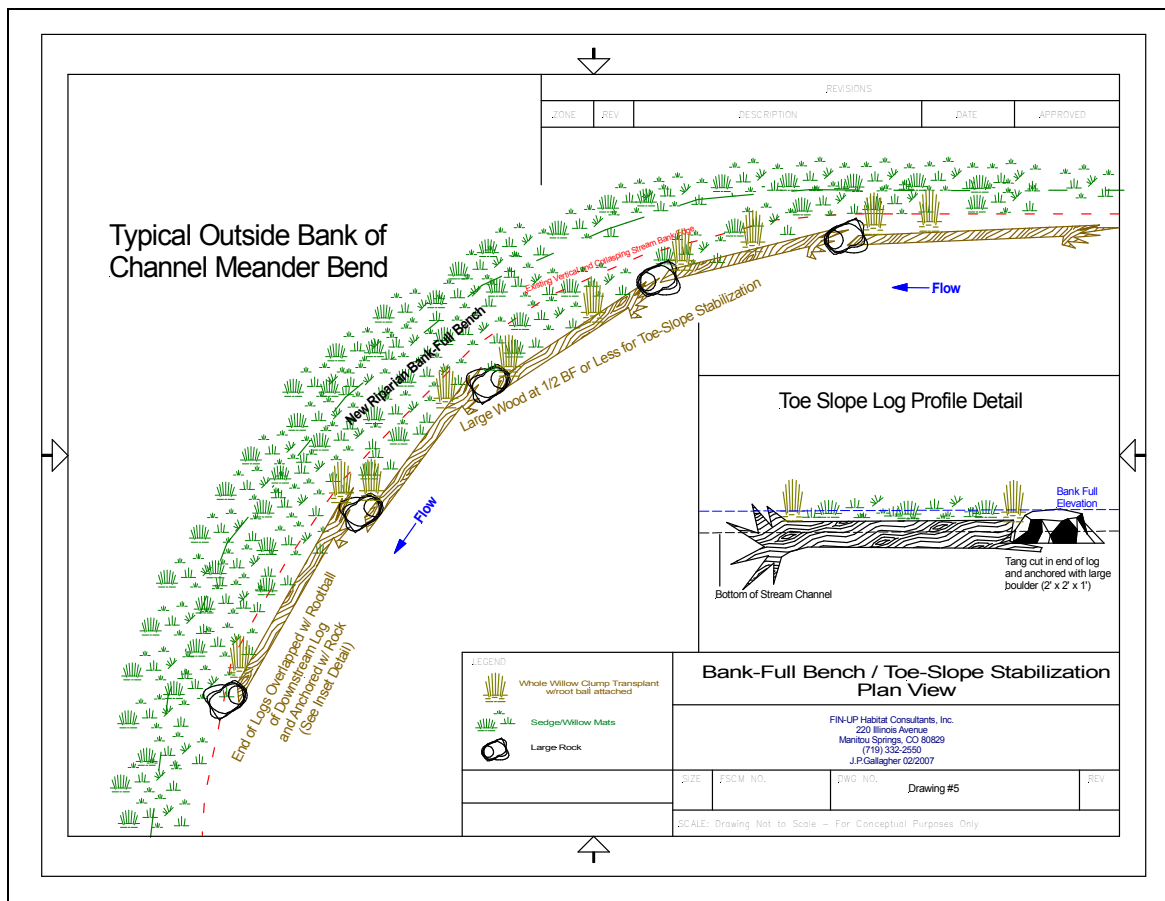 REVISIONS
ZONE REV DESCRIPTION DATE APPROVED
Typical Outside Bank of
Channel Meander Bend
Existing Vertical and Collasping Stream Bank Edge
New Riparian Bank-Full Bench
Large Wood at 1/2 BF or Less for Toe-Slope Stabilization
Flow
Flow
End of Logs Overlapped w/ Rootball
of Downstream Log
and Anchored w/ Rock
(See Inset Detail)
Toe Slope Log Profile Detail
Bank Full
Elevation
Bottom of Stream Channel
Tang cut in end of log
and anchored with large
boulder (2' x 2' x 1')
LEGEND
Whole Willow Clump Transplant
w/root ball attached
Sedge/Willow Mats
Large Rock
Bank-Full Bench / Toe-Slope Stabilization
Plan View
FIN-UP Habitat Consultants, Inc.
220 Illinois Avenue
Manitou Springs, CO 80829
(719) 332-2550
J.P.Gallagher 02/2007
SIZE FSCM NO. DWG NO. REV
Drawing #5
SCALE: Drawing Not to Scale - For Conceptual Purposes Only